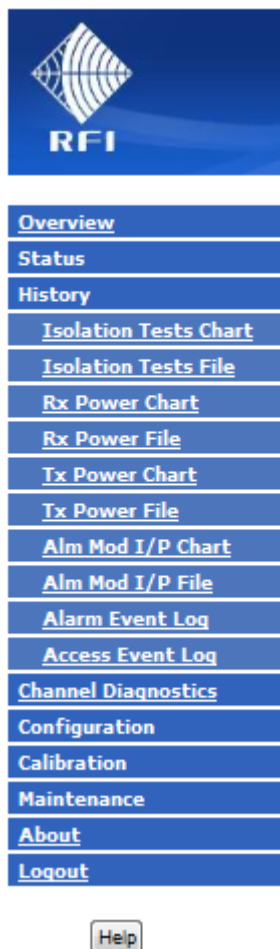 RFI
Overview
Status
History
Isolation Tests Chart
Isolation Tests File
Rx Power Chart
Rx Power File
Tx Power Chart
Tx Power File
Alm Mod I/P Chart
Alm Mod I/P File
Alarm Event Log
Access Event Log
Channel Diagnostics
Configuration
Calibration
Maintenance
About
Logout
Help